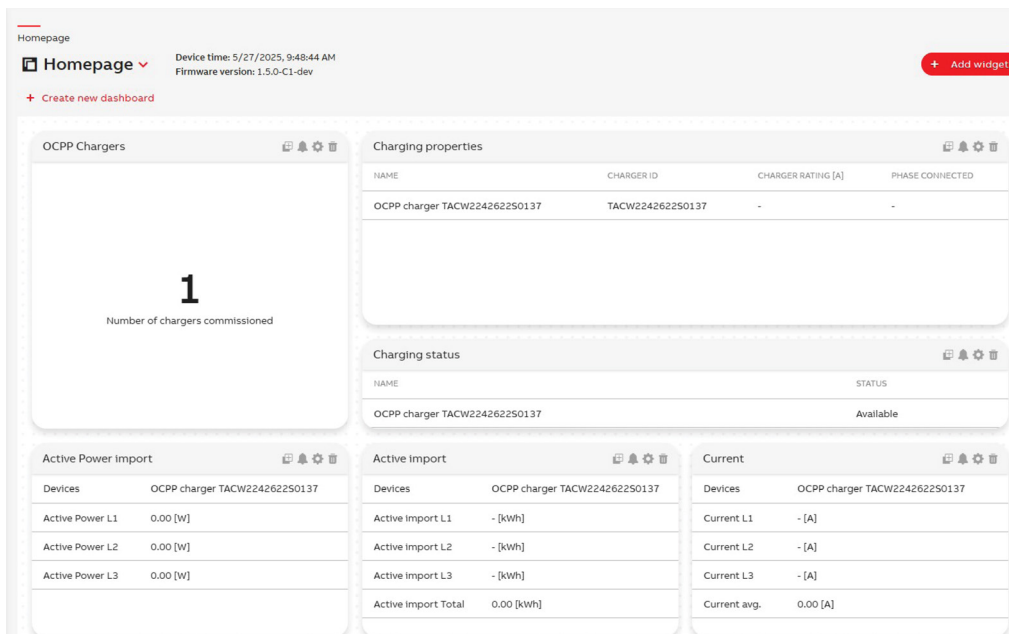 Homepage
Homepage
Device time: 5/27/2025, 9:48:44 AM
Firmware version: 1.5.0-C1-dev
+ Add widget
+ Create new dashboard
OCPP Chargers
1
Number of chargers commissioned
Charging properties
NAME CHARGER ID CHARGER RATING [A] PHASE CONNECTED
OCPP charger TACW2242622S0137 TACW2242622S0137 - -
Charging status
NAME STATUS
OCPP charger TACW2242622S0137 Available
Active Power import
Devices OCPP charger TACW2242622S0137
Active Power L1 0.00 [W]
Active Power L2 0.00 [W]
Active Power L3 0.00 [W]
Active import
Devices OCPP charger TACW2242622S0137
Active import L1 - [kWh]
Active import L2 - [kWh]
Active import L3 - [kWh]
Active import Total 0.00 [kWh]
Current
Devices OCPP charger TACW2242622S0137
Current L1 - [A]
Current L2 - [A]
Current L3 - [A]
Current avg. 0.00 [A]